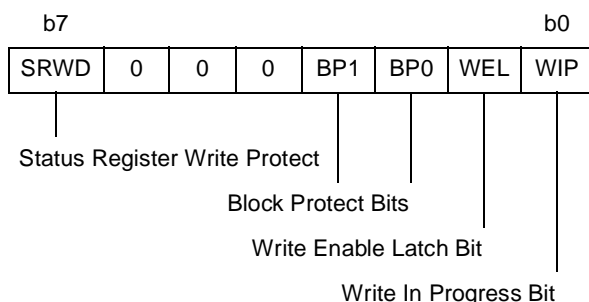 b7 b0
SRWD 0 0 0 BP1 BP0 WEL WIP
Status Register Write Protect
Block Protect Bits
Write Enable Latch Bit
Write In Progress Bit